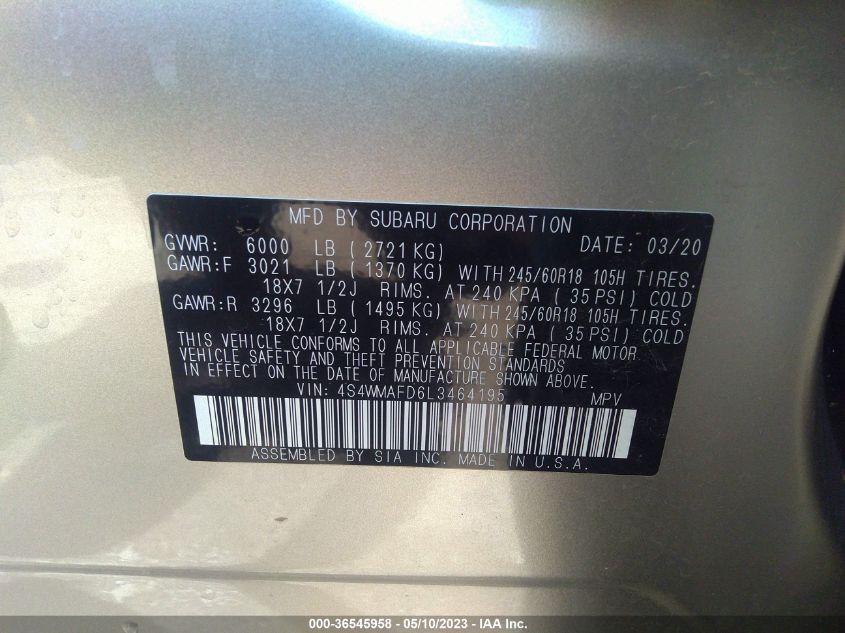 MFD BY SUBARU CORPORATION
GVWR: 6000 LB ( 2721 KG) DATE: 03/20
GAWR:F 3021 LB ( 1370 KG) WITH 245/60R18 105H TIRES.
18X7 1/2J RIMS. AT 240 KPA ( 35 PSI) COLD
GAWR:R 3296 LB ( 1495 KG) WITH 245/60R18 105H TIRES.
18X7 1/2J RIMS. AT 240 KPA ( 35 PSI) COLD
THIS VEHICLE CONFORMS TO ALL APPLICABLE FEDERAL MOTOR
VEHICLE SAFETY AND THEFT PREVENTION STANDARDS
IN EFFECT ON THE DATE OF MANUFACTURE SHOWN ABOVE.
VIN: 4S4WMAFD6L3464195 MPV
ASSEMBLED BY SIA INC. MADE IN U.S.A.
000-36545958 - 05/10/2023 - IAA Inc.